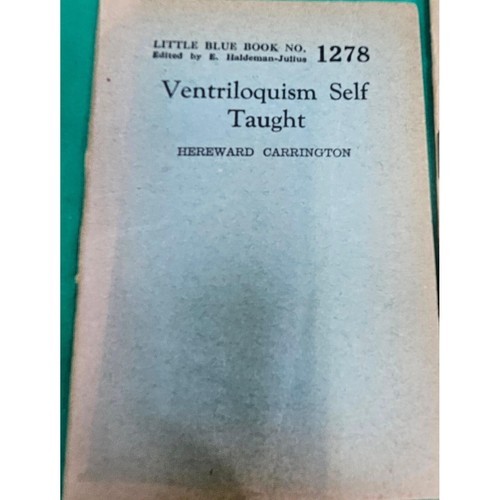 LITTLE BLUE BOOK NO. 1278
Edited by E. Haldeman-Julius
Ventriloquism Self
Taught
HEREWARD CARRINGTON